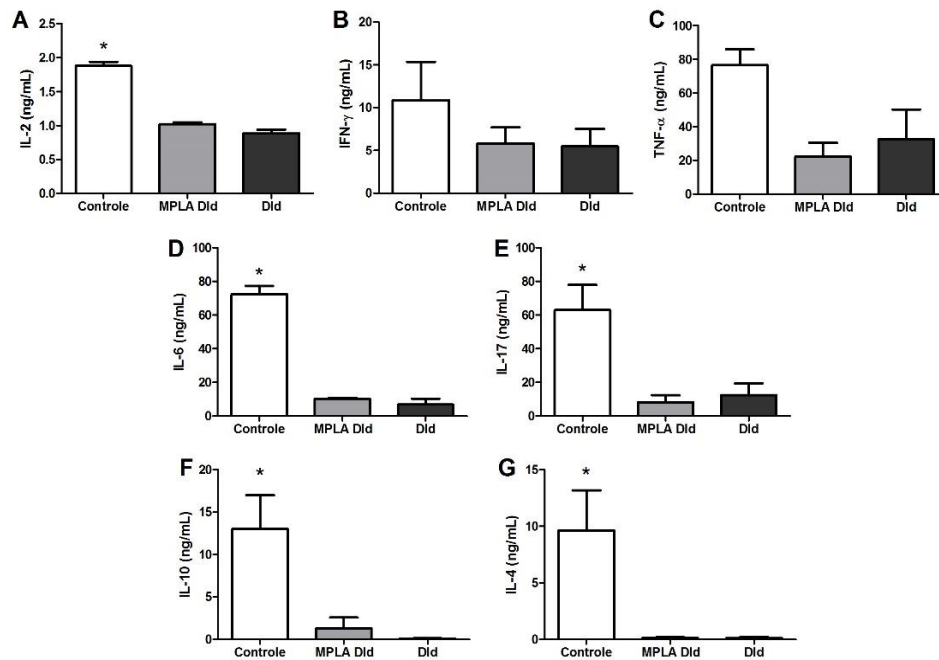 A
IL-2 (ng/mL)
2.5
2.0
1.5
1.0
0.5
0.0
*
Controle MPLA Dld Dld
B
IFN-γ (ng/mL)
20
15
10
5
0
Controle MPLA Dld Dld
C
TNF-α (ng/mL)
100
80
60
40
20
0
Controle MPLA Dld Dld
D
IL-6 (ng/mL)
100
80
60
40
20
0
*
Controle MPLA Dld Dld
E
IL-17 (ng/mL)
100
80
60
40
20
0
*
Controle MPLA Dld Dld
F
IL-10 (ng/mL)
20
15
10
5
0
*
Controle MPLA Dld Dld
G
IL-4 (ng/mL)
15
10
5
0
*
Controle MPLA Dld Dld